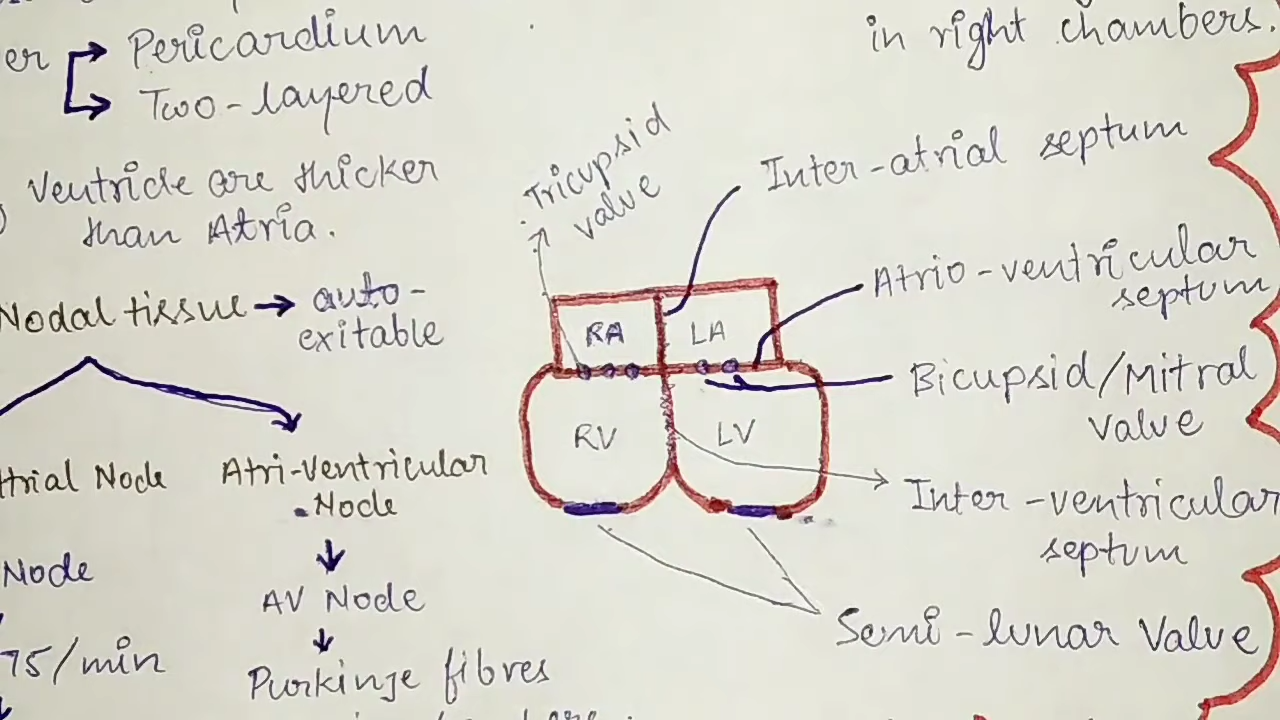 er → Pericardium
→ Two-layered
Ventricle are thicker
than Atria.
Nodal tissue → auto-
exitable
Atri-Ventricular
Node
trial Node
Node
AV Node
75/min
Purkinje fibres
in right chambers.
Tricupsid
valve
Inter-atrial septum
Atrio-ventricular
septum
RA
LA
Bicupsid/Mitral
Valve
RV
LV
Inter-ventricular
septum
Semi-lunar Valve